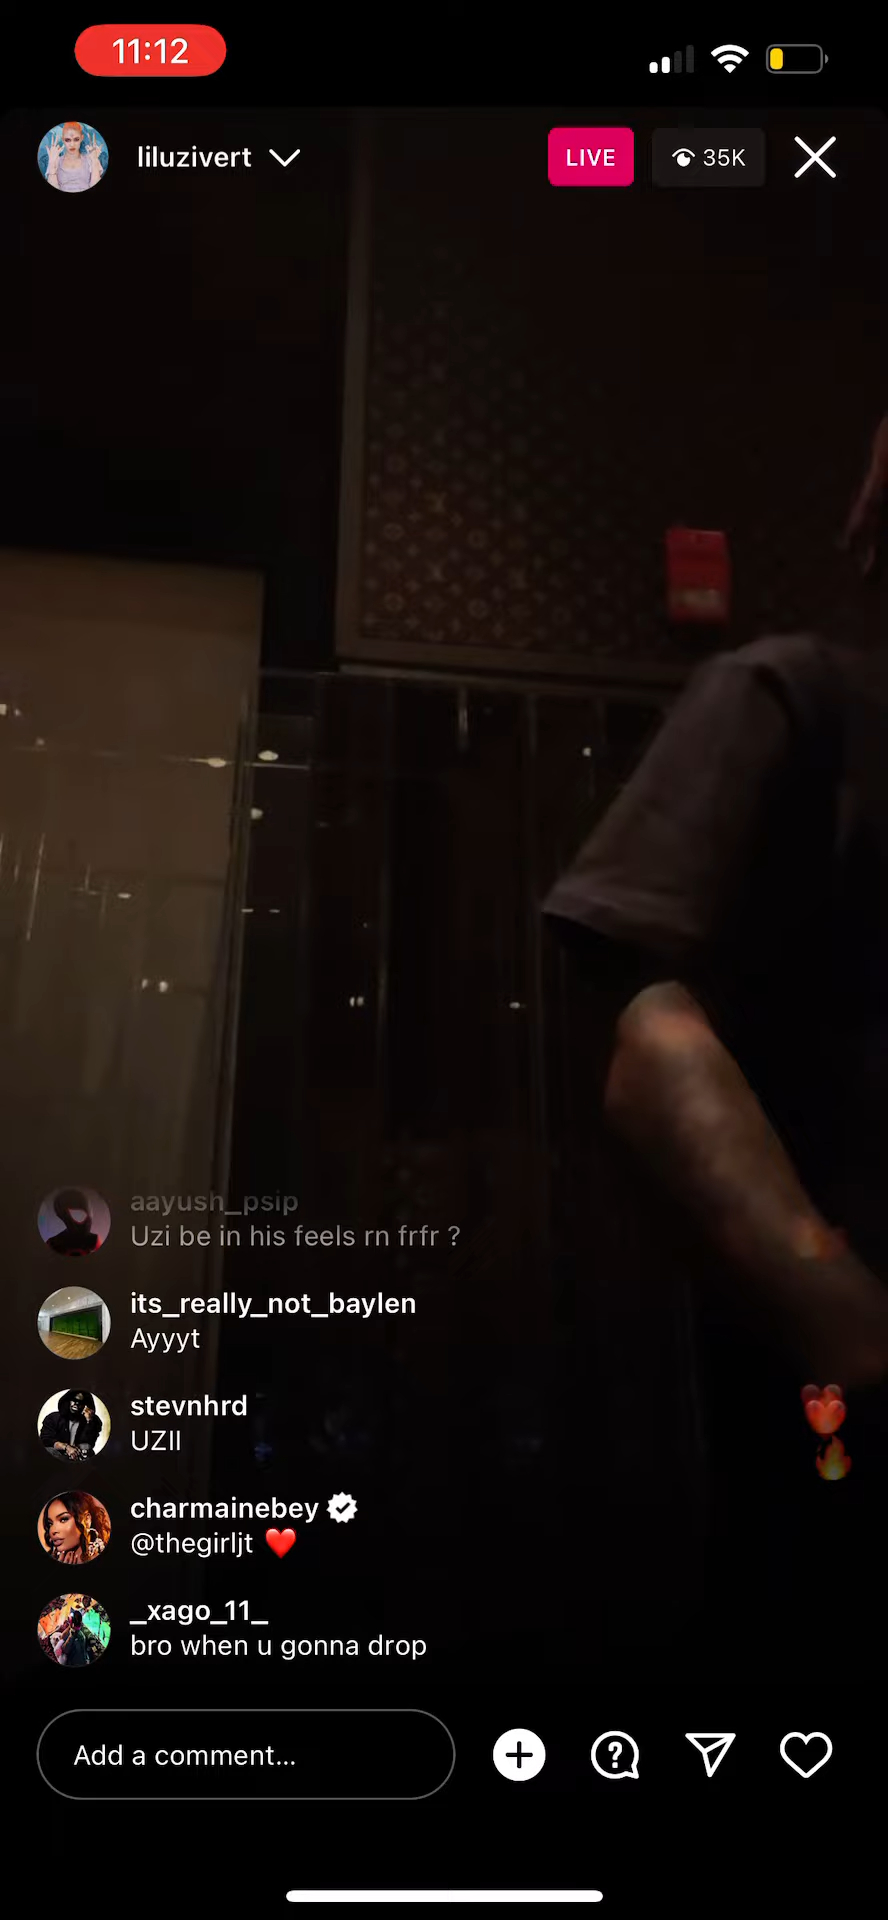 11:12
liluzivert
LIVE
35K
aayush_psip
Uzi be in his feels rn frfr ?
its_really_not_baylen
Ayyyt
stevnhrd
UZII
charmainebey
@thegirljt ❤️
_xago_11_
bro when u gonna drop
Add a comment...